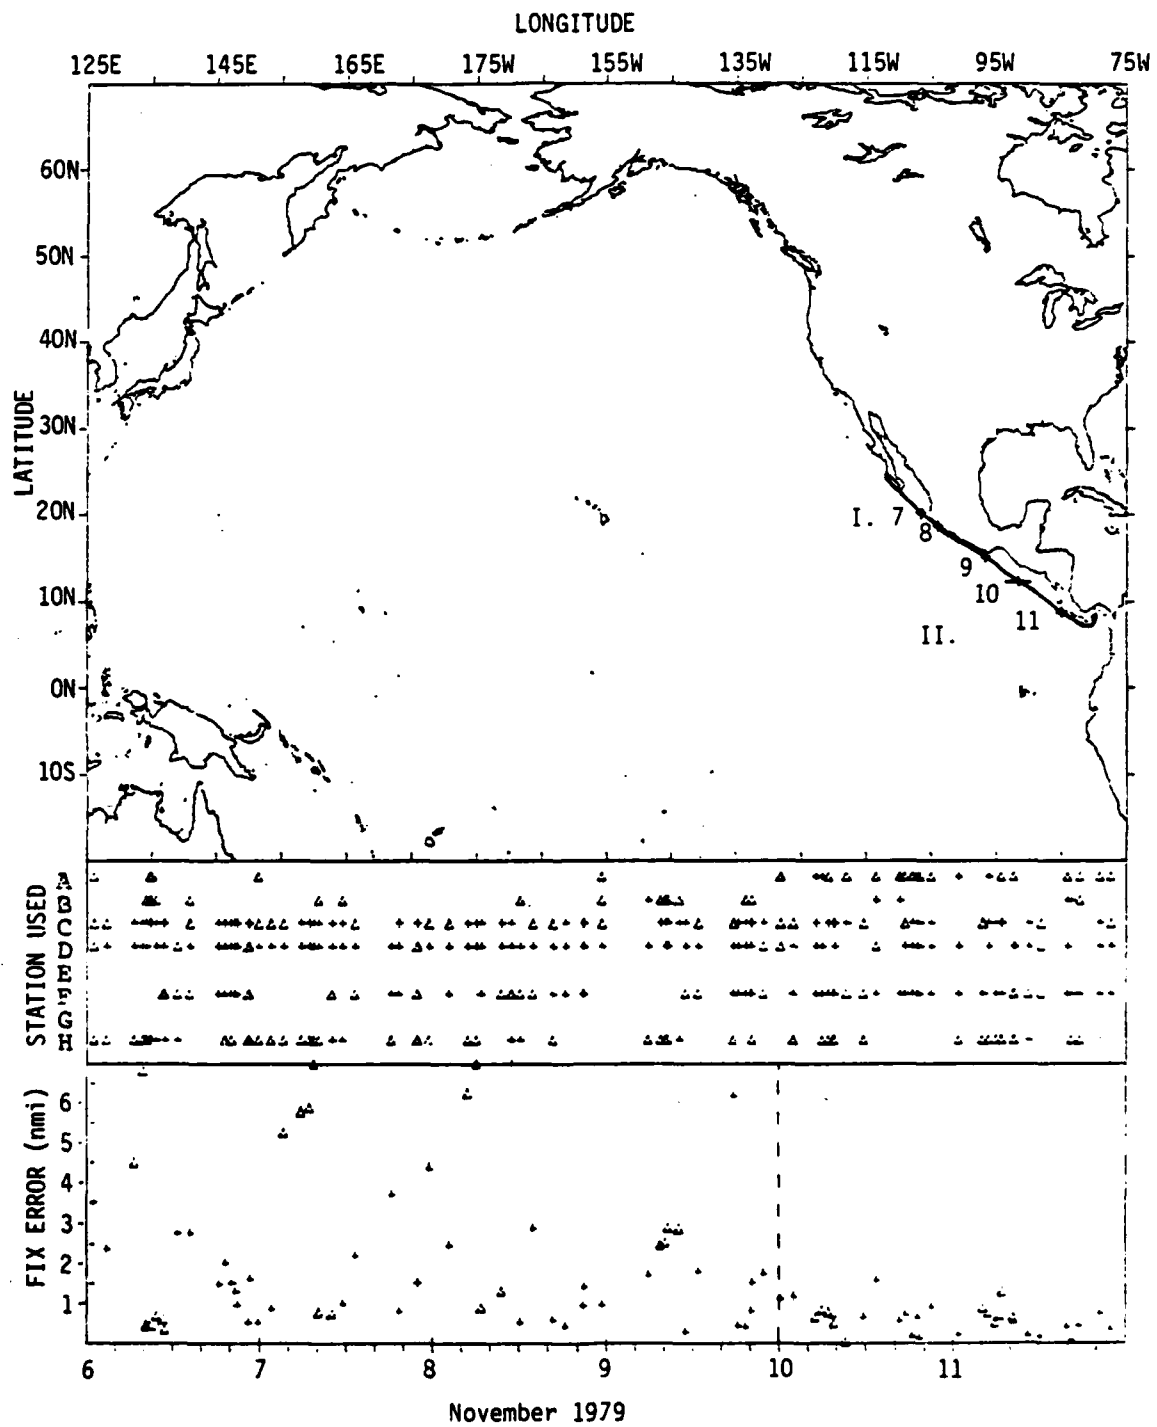 LONGITUDE
125E 145E 165E 175W 155W 135W 115W 95W 75W
LATITUDE
60N
50N
40N
30N
20N
10N
0N
10S
I. 7
8
9
10
11
II.
STATION USED
A
B
C
D
E
F
G
H
FIX ERROR (nmi)
6
5
4
3
2
1
6 7 8 9 10 11
November 1979